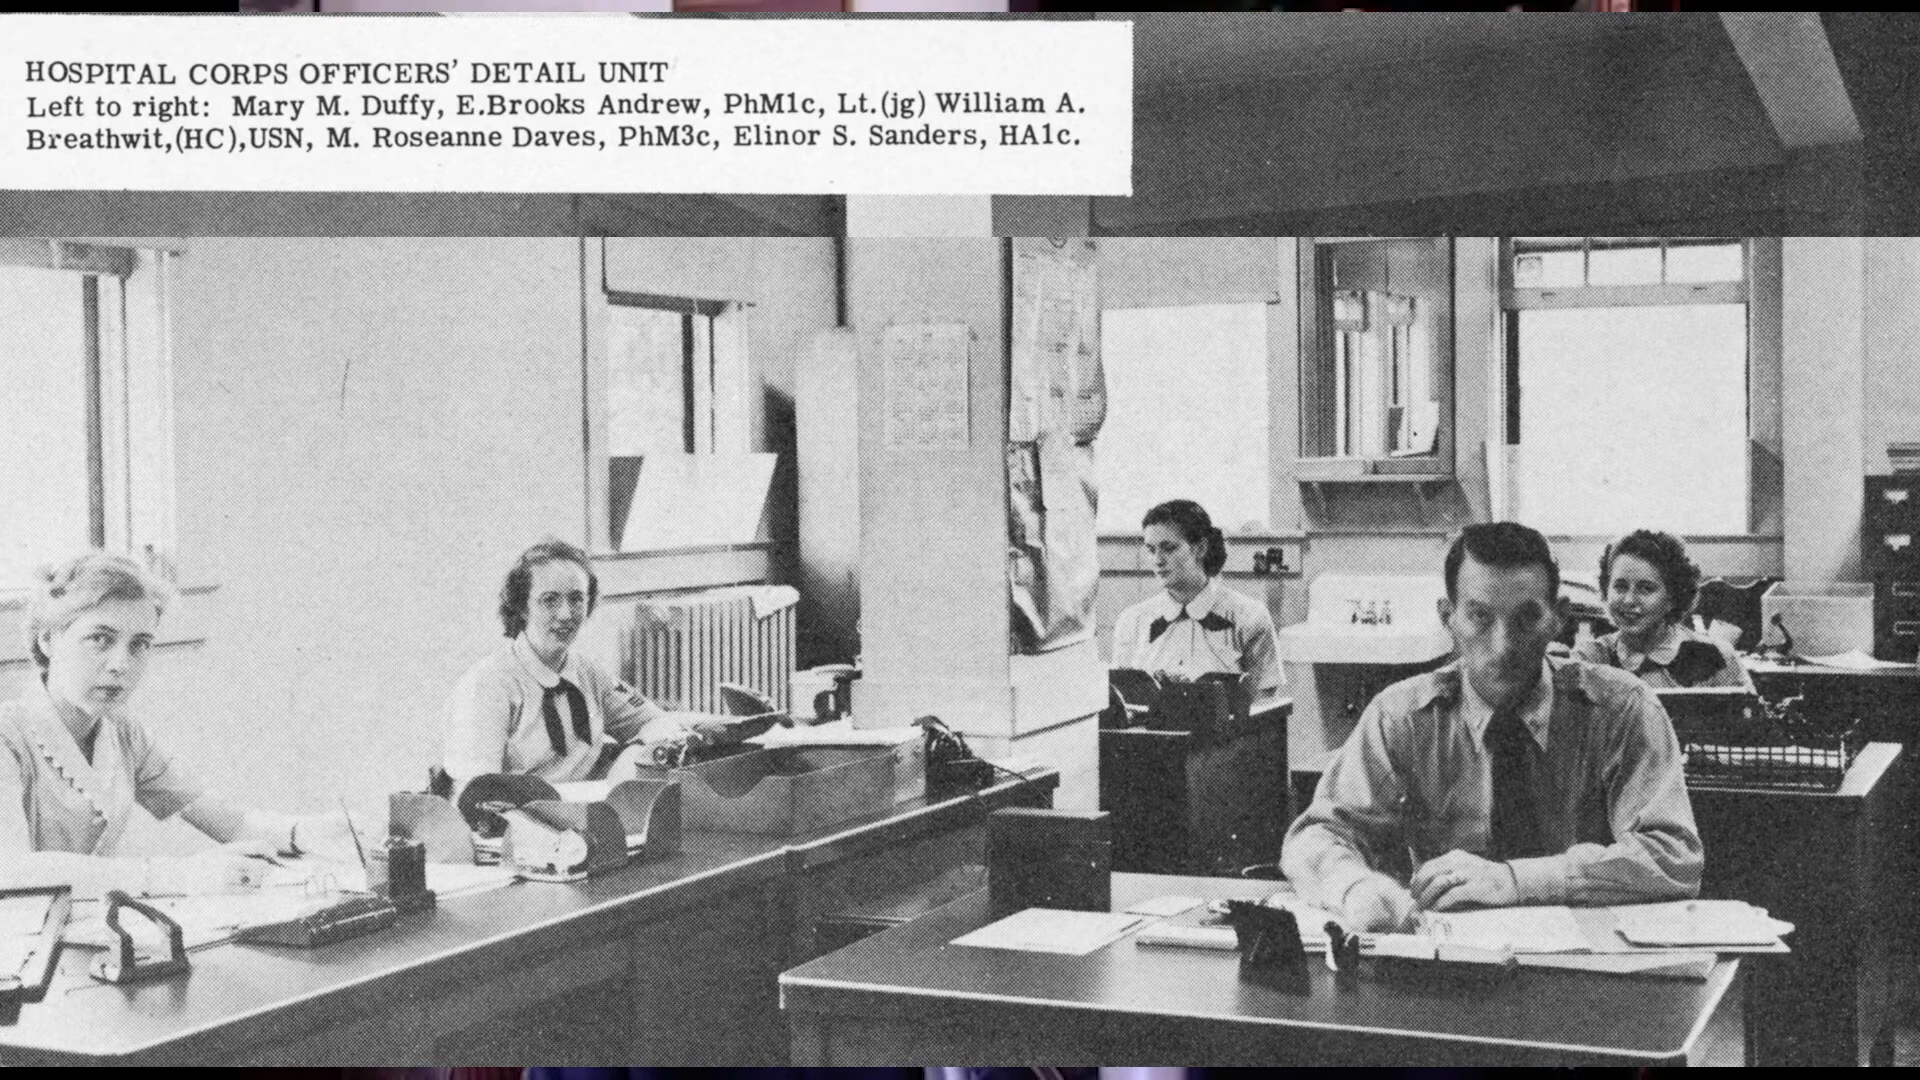 HOSPITAL CORPS OFFICERS' DETAIL UNIT
Left to right: Mary M. Duffy, E.Brooks Andrew, PhM1c, Lt.(jg) William A.
Breathwit,(HC),USN, M. Roseanne Daves, PhM3c, Elinor S. Sanders, HA1c.